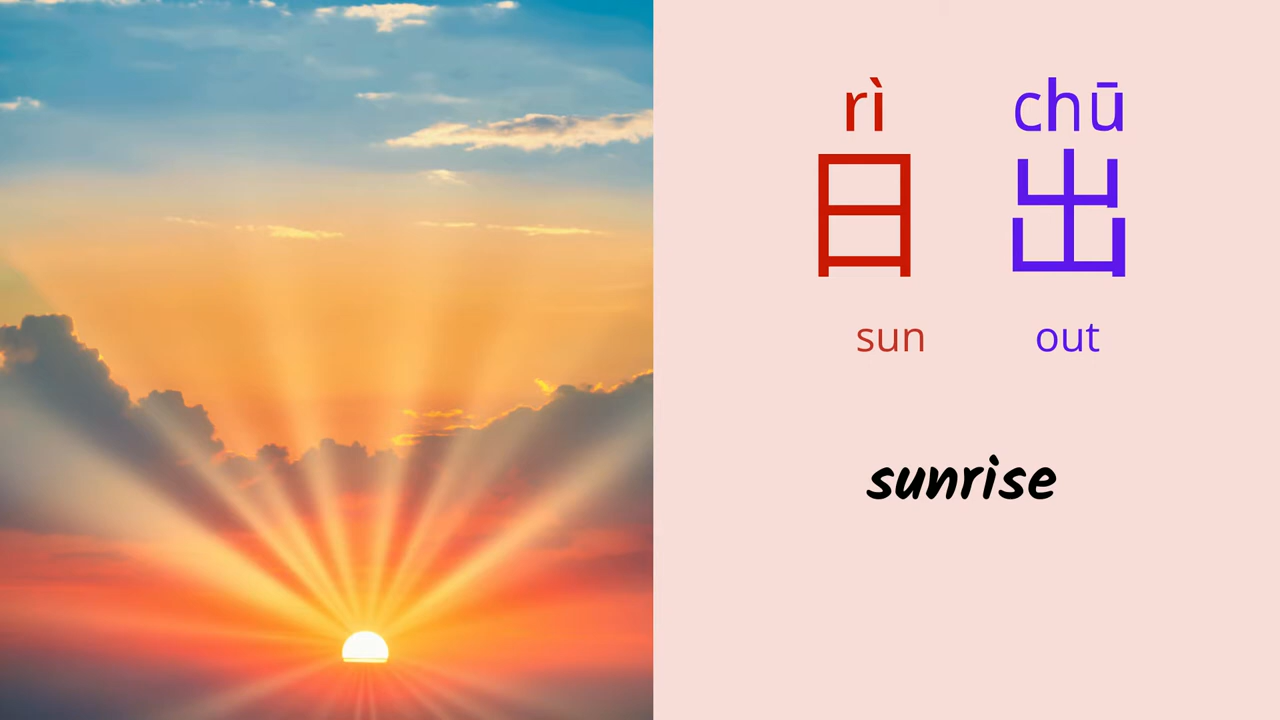 rì chū
日 出
sun out
sunrise